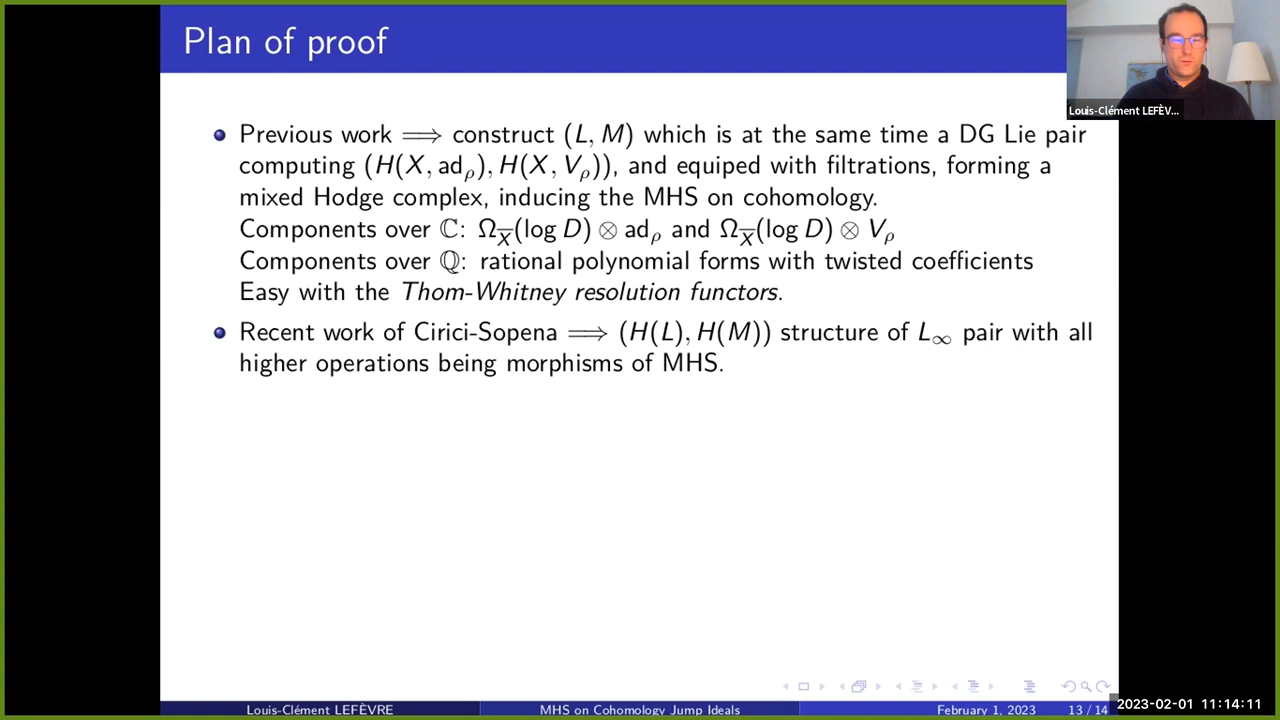 Plan of proof
Louis-Clément LEFÈV...
Previous work ⟹ construct (L, M) which is at the same time a DG Lie pair
computing (H(X, ad_ρ), H(X, V_ρ)), and equiped with filtrations, forming a
mixed Hodge complex, inducing the MHS on cohomology.
Components over ℂ: Ω_X̅(log D) ⊗ ad_ρ and Ω_X̅(log D) ⊗ V_ρ
Components over ℚ: rational polynomial forms with twisted coefficients
Easy with the Thom-Whitney resolution functors.
Recent work of Cirici-Sopena ⟹ (H(L), H(M)) structure of L_∞ pair with all
higher operations being morphisms of MHS.
Louis-Clément LEFÈVRE
MHS on Cohomology Jump Ideals
February 1, 2023
13 / 14
2023-02-01 11:14:11